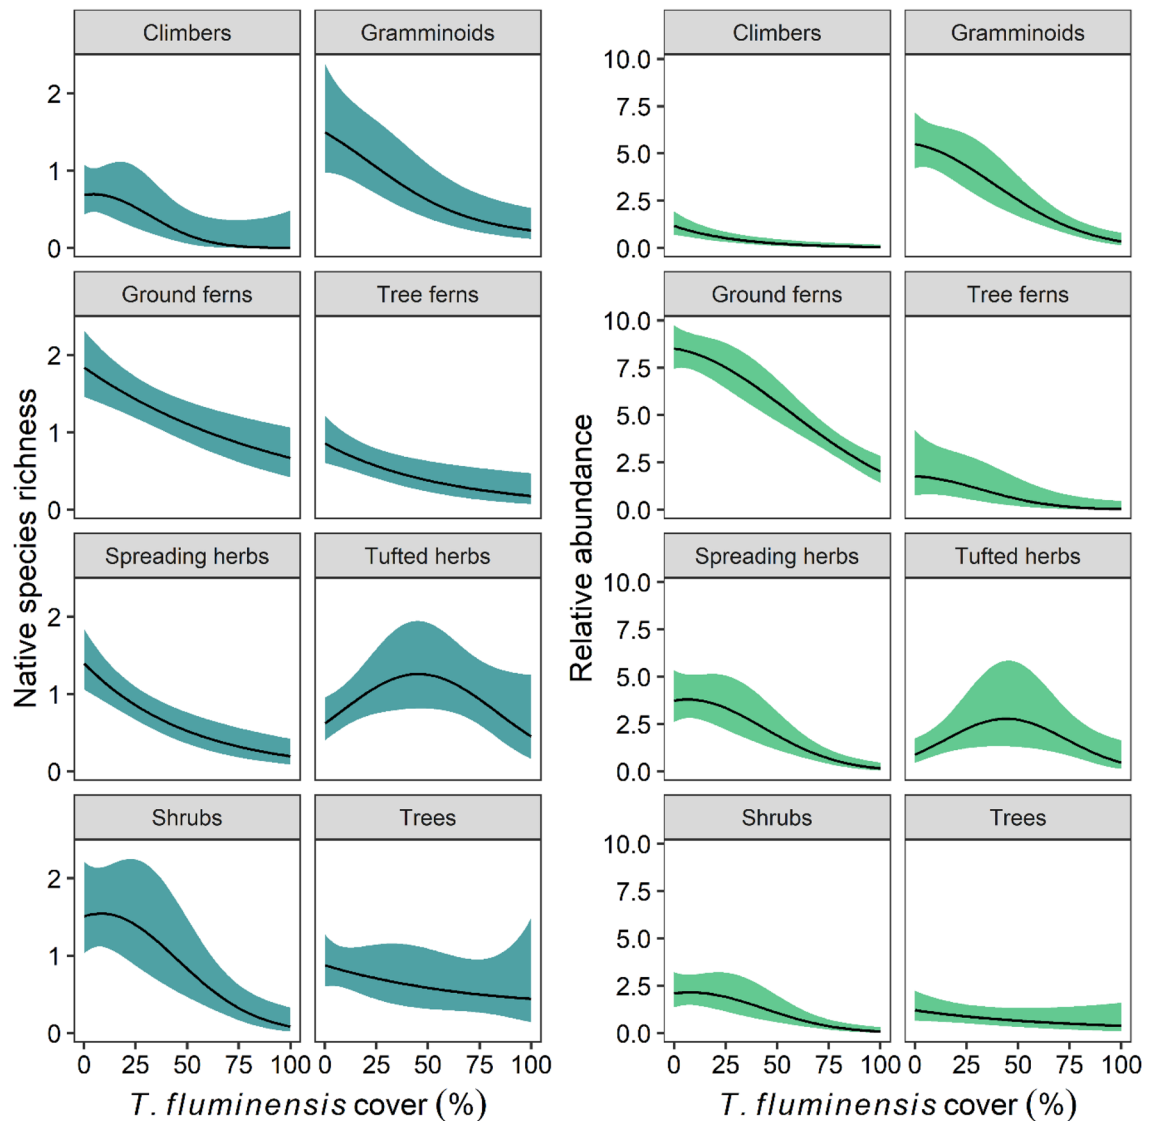 Climbers Gramminoids Climbers Gramminoids
2 10.0
7.5
1 5.0
2.5
0 0.0
Ground ferns Tree ferns Ground ferns Tree ferns
2 10.0
7.5
1 5.0
2.5
0 0.0
Native species richness
Relative abundance
Spreading herbs Tufted herbs Spreading herbs Tufted herbs
2 10.0
7.5
1 5.0
2.5
0 0.0
Shrubs Trees Shrubs Trees
2 10.0
7.5
1 5.0
2.5
0 0.0
0 25 50 75 100 0 25 50 75 100 0 25 50 75 100 0 25 50 75 100
T. fluminensis cover (%) T. fluminensis cover (%)